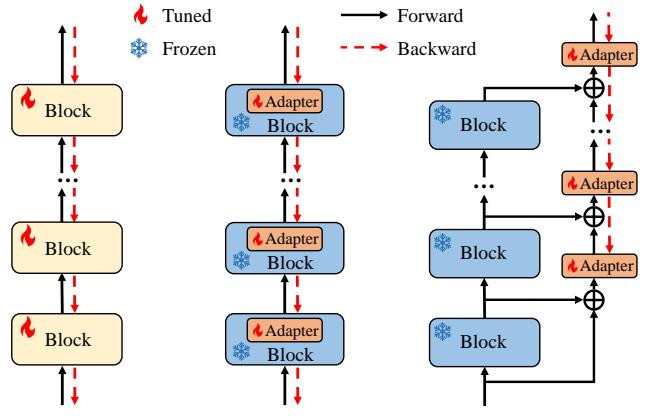 Tuned
Forward
Frozen
Backward
Block
Adapter
Block
Block
Adapter
...
...
...
...
Adapter
Block
Adapter
Block
Block
Adapter
Block
Adapter
Block
Block